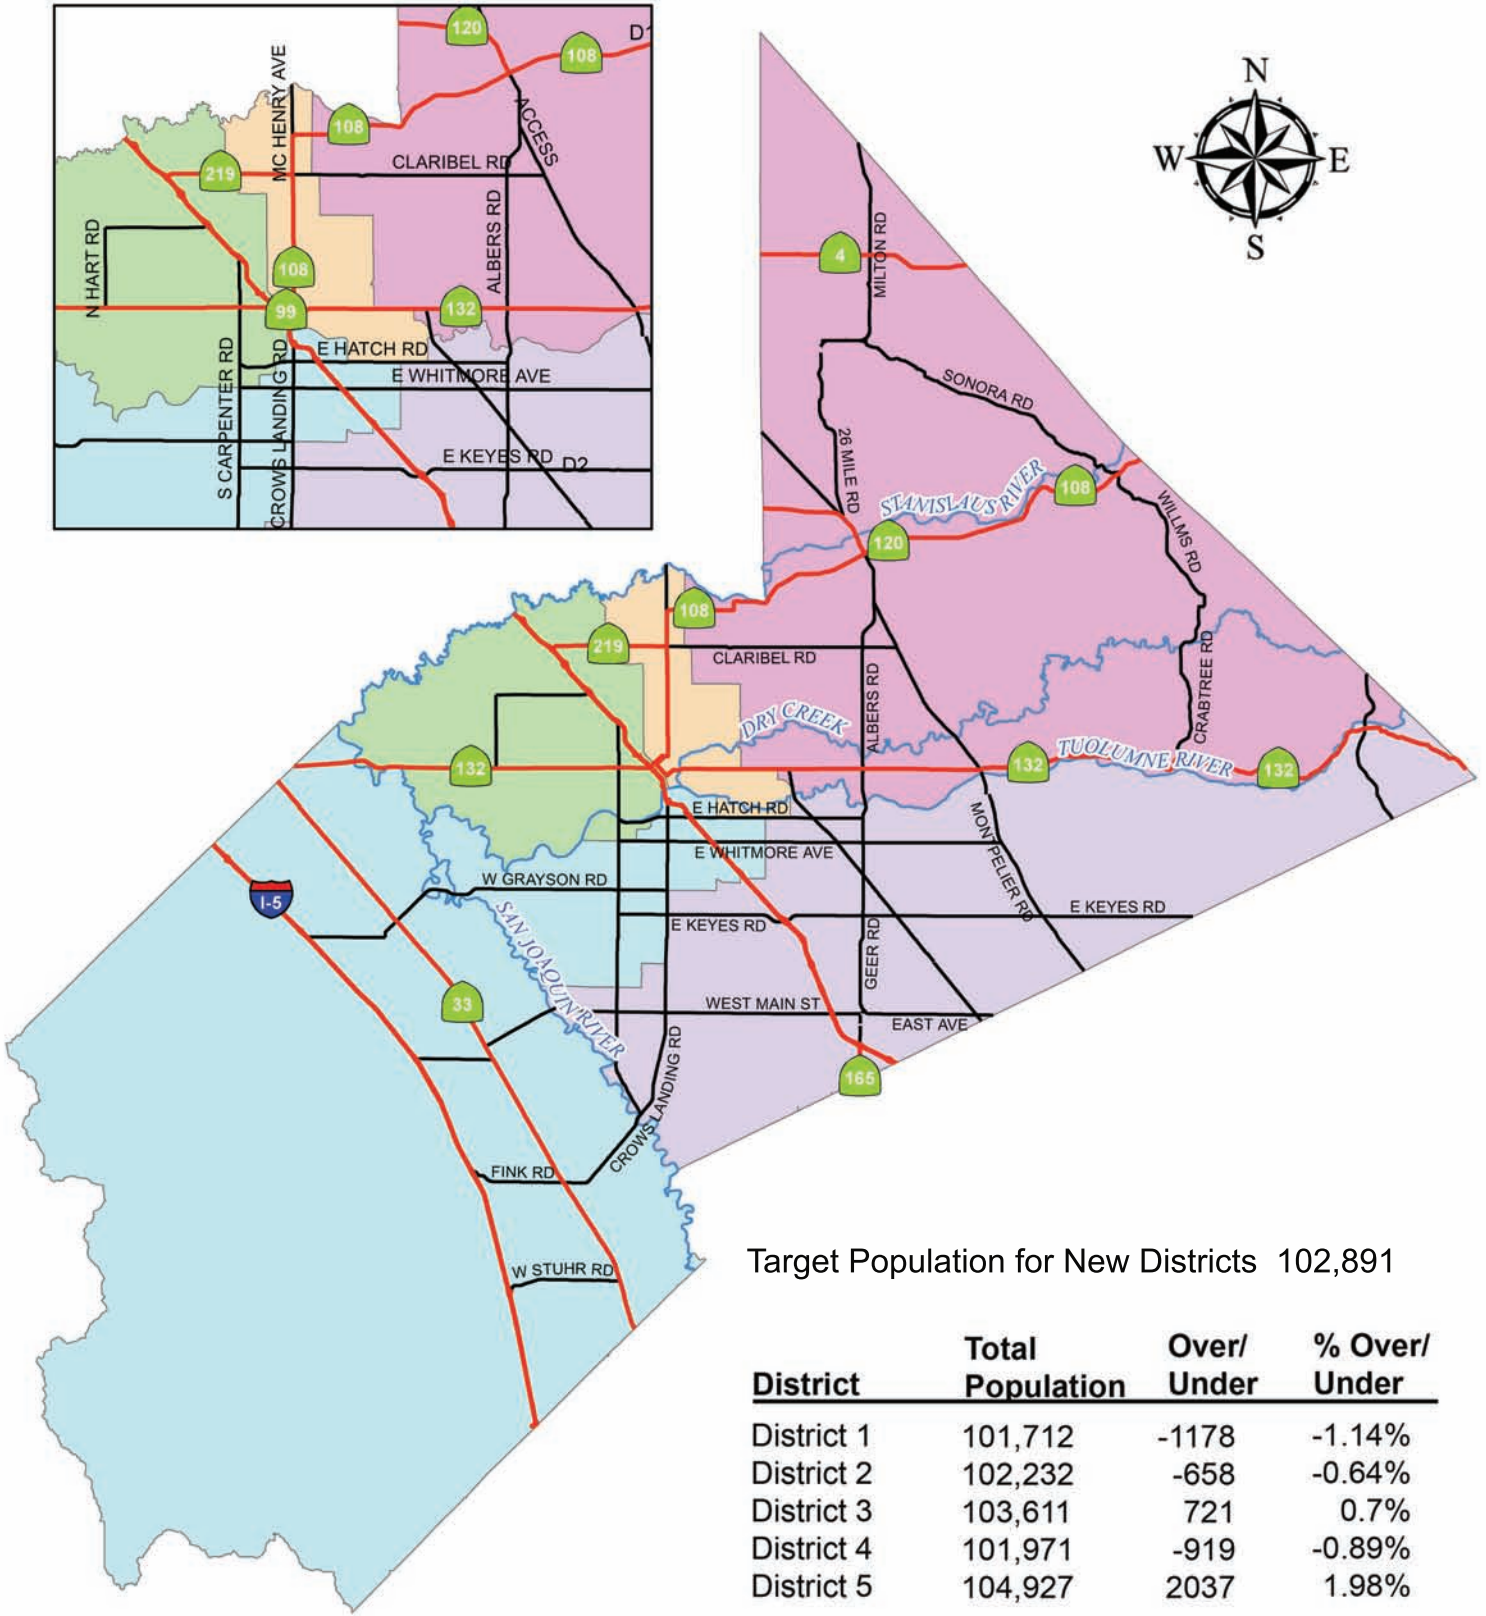 120
108
D1
MC HENRY AVE
108
ACCESS
CLARIBEL RD
219
N HART RD
ALBERS RD
108
99
132
E HATCH RD
E WHITMORE AVE
S CARPENTER RD
CROWS LANDING RD
E KEYES RD
D2
N
W
E
S
4
MILTON RD
SONORA RD
26 MILE RD
STANISLAUS RIVER
108
120
WILLMS RD
108
219
CLARIBEL RD
ALBERS RD
CRABTREE RD
DRY CREEK
132
132
TUOLUMNE RIVER
132
E HATCH RD
E WHITMORE AVE
MONTPELIER RD
W GRAYSON RD
I-5
E KEYES RD
E KEYES RD
SAN JOAQUIN RIVER
GEER RD
33
WEST MAIN ST
EAST AVE
165
CROWS LANDING RD
FINK RD
W STUHR RD
Target Population for New Districts 102,891
District Total Population Over/ Under % Over/ Under
District 1 101,712 -1178 -1.14%
District 2 102,232 -658 -0.64%
District 3 103,611 721 0.7%
District 4 101,971 -919 -0.89%
District 5 104,927 2037 1.98%